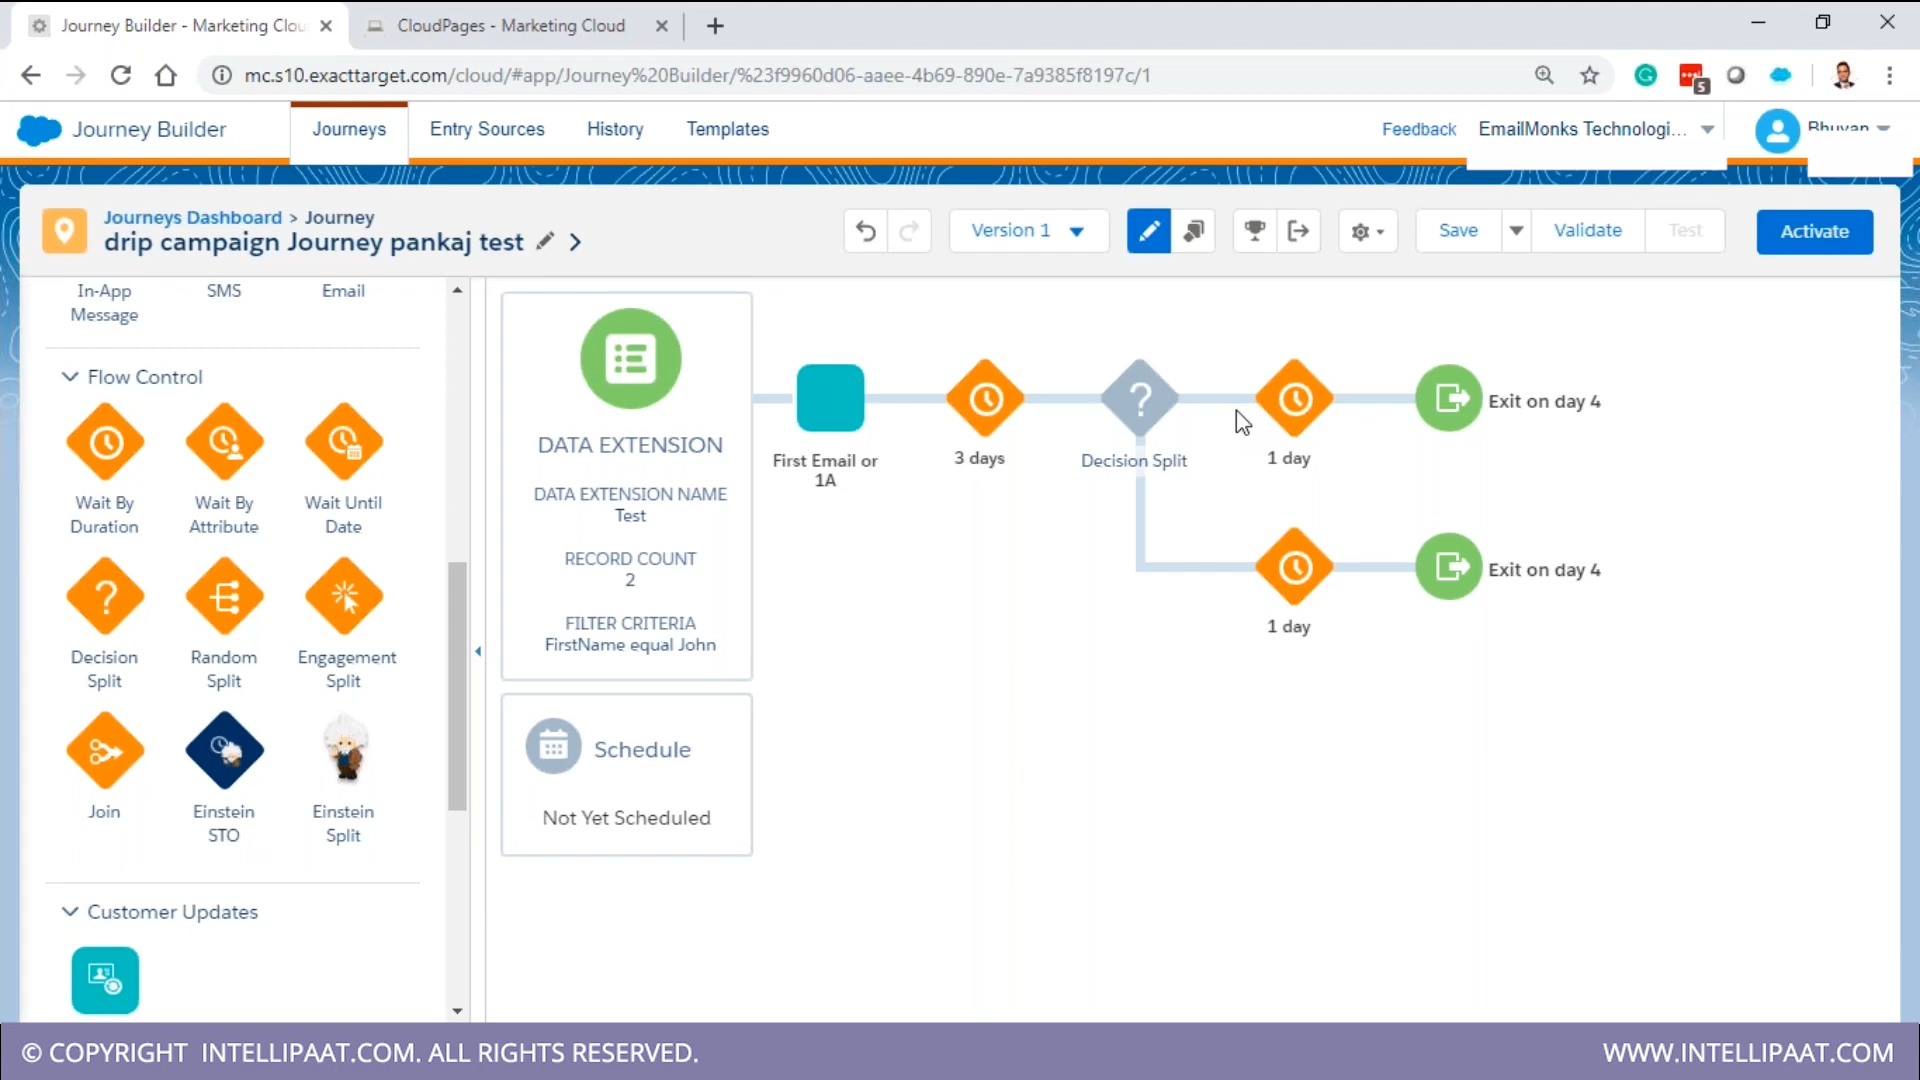 Journey Builder - Marketing Clou
CloudPages - Marketing Cloud
mc.s10.exacttarget.com/cloud/#app/Journey%20Builder/%23f9960d06-aaee-4b69-890e-7a9385f8197c/1
5
Journey Builder
Journeys
Entry Sources
History
Templates
Feedback
EmailMonks Technologi...
Bhuvan
Journeys Dashboard > Journey
drip campaign Journey pankaj test
Version 1
Save
Validate
Test
Activate
In-App
Message
SMS
Email
Flow Control
Wait By
Duration
Wait By
Attribute
Wait Until
Date
Decision
Split
Random
Split
Engagement
Split
Join
Einstein
STO
Einstein
Split
Customer Updates
DATA EXTENSION
DATA EXTENSION NAME
Test
RECORD COUNT
2
FILTER CRITERIA
FirstName equal John
Schedule
Not Yet Scheduled
First Email or
1A
3 days
Decision Split
1 day
Exit on day 4
1 day
Exit on day 4
© COPYRIGHT INTELLIPAAT.COM. ALL RIGHTS RESERVED.
WWW.INTELLIPAAT.COM